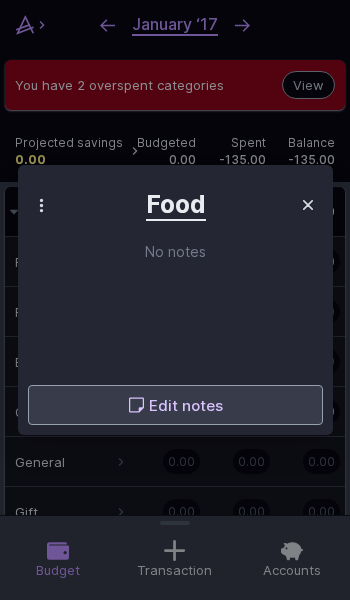 January '17
You have 2 overspent categories
View
Projected savings
Budgeted
Spent
Balance
0.00
0.00
-135.00
-135.00
Food
No notes
Edit notes
General
0.00
0.00
0.00
Gift
0.00
0.00
0.00
Budget
Transaction
Accounts